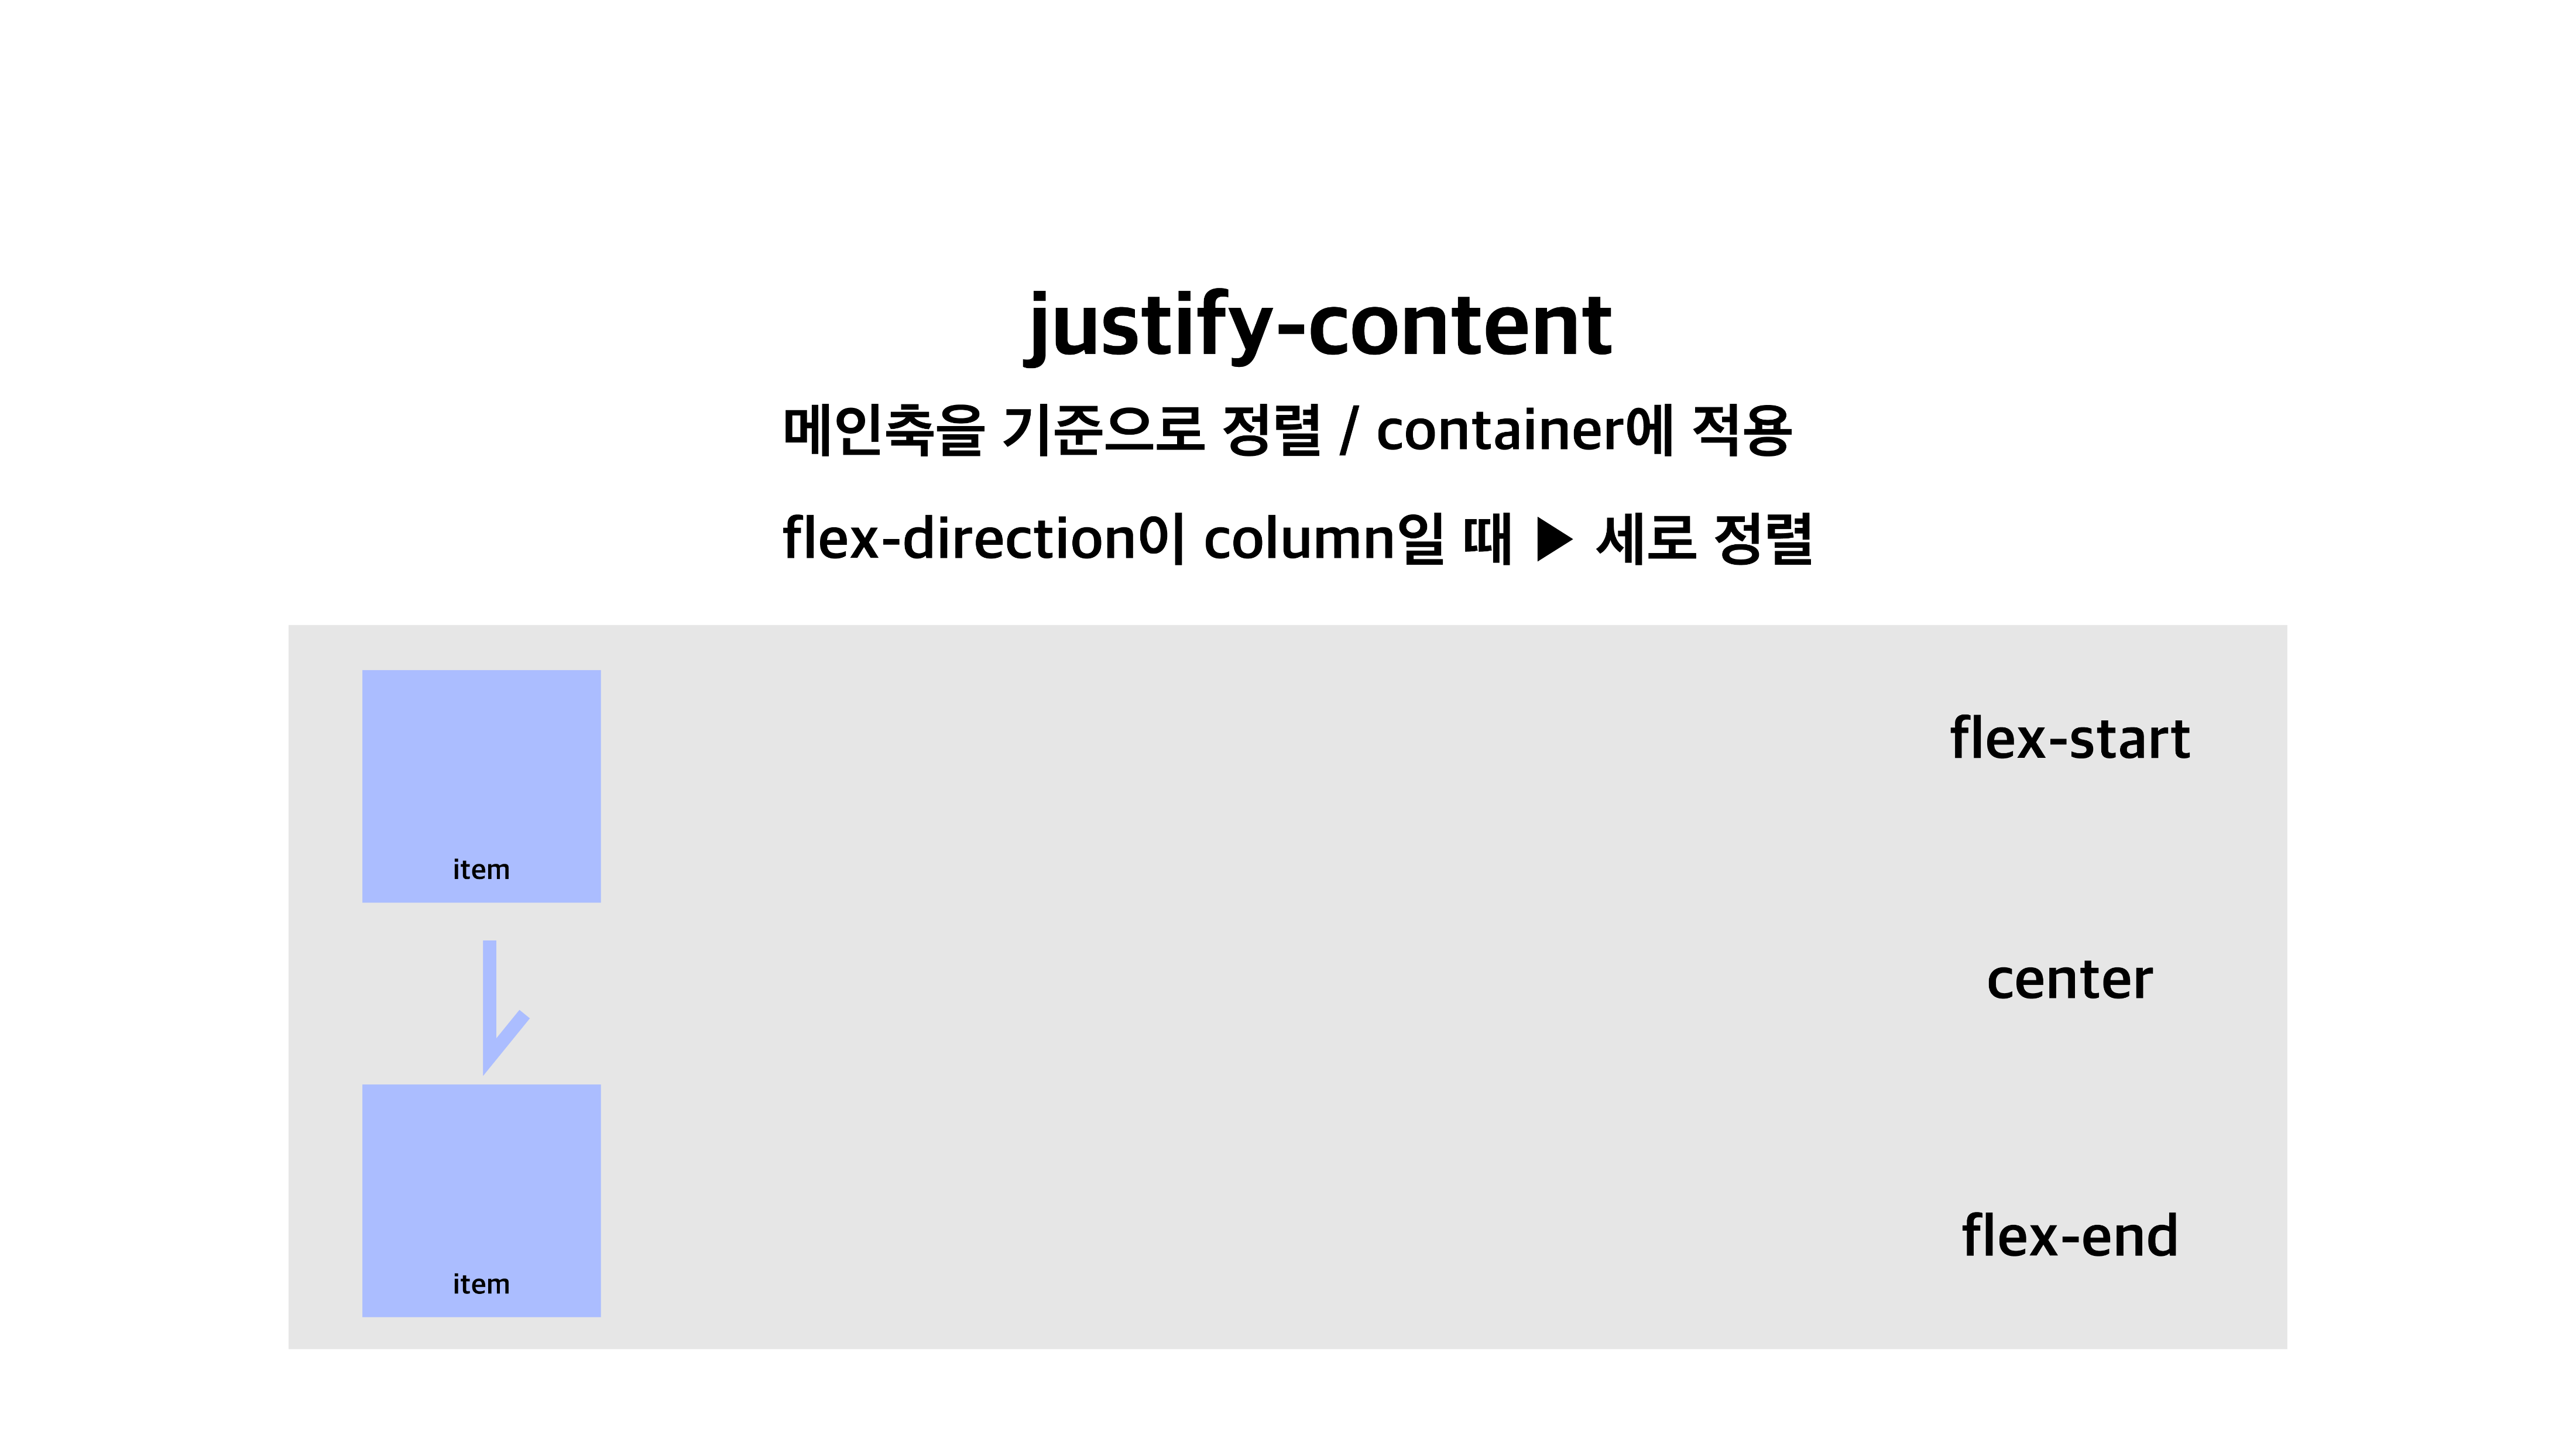 justify-content
메인축을 기준으로 정렬 / container에 적용
flex-direction이 column일 때 ▶ 세로 정렬
flex-start
item
center
flex-end
item